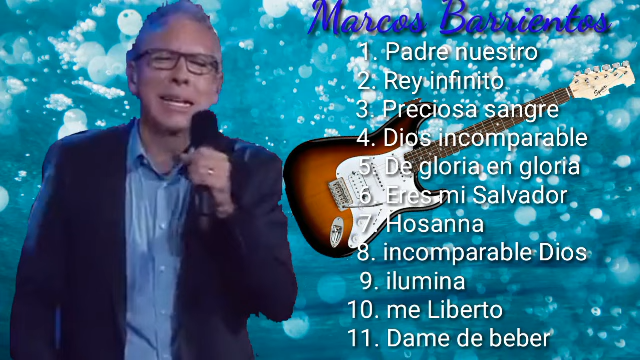 Marcos Barrientos
1. Padre nuestro
2. Rey infinito
3. Preciosa sangre
4. Dios incomparable
5. De gloria en gloria
6. Eres mi Salvador
7. Hosanna
8. incomparable Dios
9. ilumina
10. me Liberto
11. Dame de beber